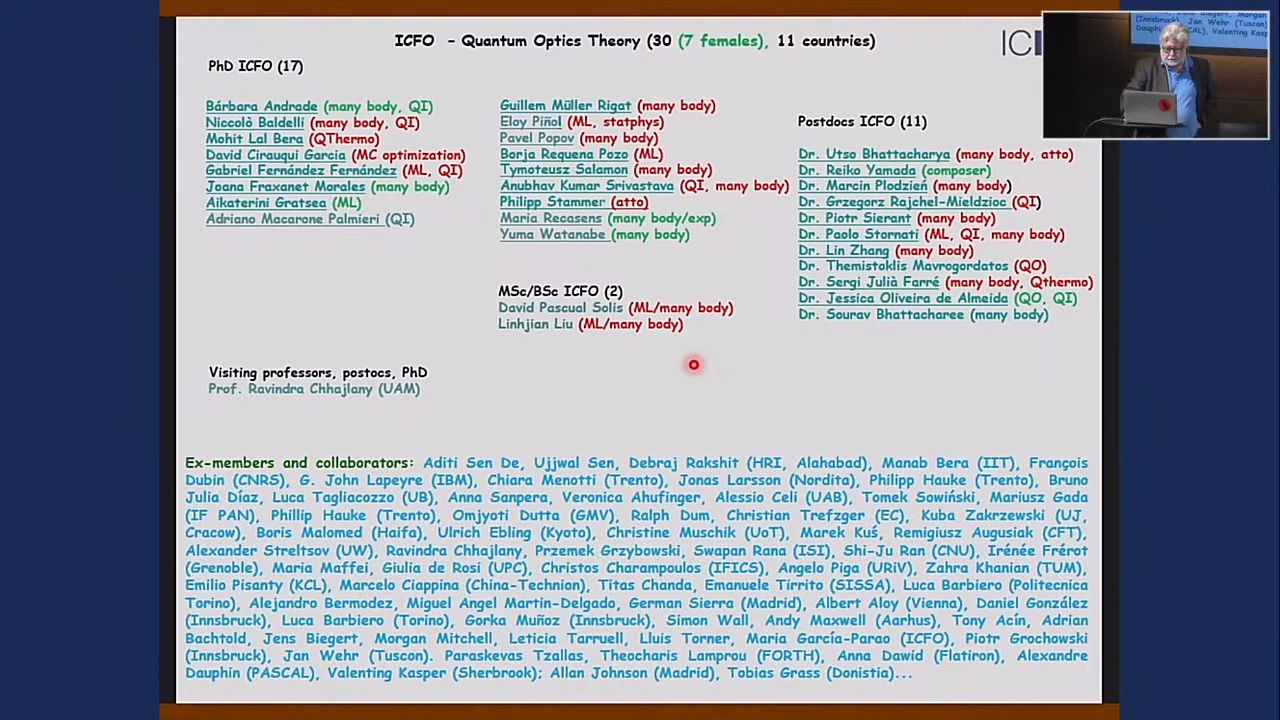 ICFO - Quantum Optics Theory (30 (7 females), 11 countries)
PhD ICFO (17)
Bárbara Andrade (many body, QI)
Niccolò Baldelli (many body, QI)
Mohit Lal Bera (QThermo)
David Cirauqui Garcia (MC optimization)
Gabriel Fernández Fernández (ML, QI)
Joana Fraxanet Morales (many body)
Aikaterini Gratsea (ML)
Adriano Macarone Palmieri (QI)
Guillem Müller Rigat (many body)
Eloy Piñol (ML, statphys)
Pavel Popov (many body)
Borja Requena Pozo (ML)
Tymoteusz Salamon (many body)
Anubhav Kumar Srivastava (QI, many body)
Philipp Stammer (atto)
Maria Recasens (many body/exp)
Yuma Watanabe (many body)
MSc/BSc ICFO (2)
David Pascual Solis (ML/many body)
Linhjian Liu (ML/many body)
Postdocs ICFO (11)
Dr. Utso Bhattacharya (many body, atto)
Dr. Reiko Yamada (composer)
Dr. Marcin Płodzień (many body)
Dr. Grzegorz Rajchel-Mieldzioc (QI)
Dr. Piotr Sierant (many body)
Dr. Paolo Stornati (ML, QI, many body)
Dr. Lin Zhang (many body)
Dr. Themistoklis Mavrogordatos (QO)
Dr. Sergi Julià Farré (many body, Qthermo)
Dr. Jessica Oliveira de Almeida (QO, QI)
Dr. Sourav Bhattacharee (many body)
Visiting professors, postocs, PhD
Prof. Ravindra Chhajlany (UAM)
Ex-members and collaborators: Aditi Sen De, Ujjwal Sen, Debraj Rakshit (HRI, Alahabad), Manab Bera (IIT), François
Dubin (CNRS), G. John Lapeyre (IBM), Chiara Menotti (Trento), Jonas Larsson (Nordita), Philipp Hauke (Trento), Bruno
Julia Díaz, Luca Tagliacozzo (UB), Anna Sanpera, Veronica Ahufinger, Alessio Celi (UAB), Tomek Sowiński, Mariusz Gada
(IF PAN), Phillip Hauke (Trento), Omjyoti Dutta (GMV), Ralph Dum, Christian Trefzger (EC), Kuba Zakrzewski (UJ,
Cracow), Boris Malomed (Haifa), Ulrich Ebling (Kyoto), Christine Muschik (UoT), Marek Kuś, Remigiusz Augusiak (CFT),
Alexander Streltsov (UW), Ravindra Chhajlany, Przemek Grzybowski, Swapan Rana (ISI), Shi-Ju Ran (CNU), Irénée Frérot
(Grenoble), Maria Maffei, Giulia de Rosi (UPC), Christos Charampoulos (IFICS), Angelo Piga (URiV), Zahra Khanian (TUM),
Emilio Pisanty (KCL), Marcelo Ciappina (China-Technion), Titas Chanda, Emanuele Tirrito (SISSA), Luca Barbiero (Politecnica
Torino), Alejandro Bermodez, Miguel Angel Martin-Delgado, German Sierra (Madrid), Albert Aloy (Vienna), Daniel González
(Innsbruck), Luca Barbiero (Torino), Gorka Muñoz (Innsbruck), Simon Wall, Andy Maxwell (Aarhus), Tony Acín, Adrian
Bachtold, Jens Biegert, Morgan Mitchell, Leticia Tarruell, Lluis Torner, Maria García-Parao (ICFO), Piotr Grochowski
(Innsbruck), Jan Wehr (Tuscon). Paraskevas Tzallas, Theocharis Lamprou (FORTH), Anna Dawid (Flatiron), Alexandre
Dauphin (PASCAL), Valenting Kasper (Sherbrook); Allan Johnson (Madrid), Tobias Grass (Donistia)...